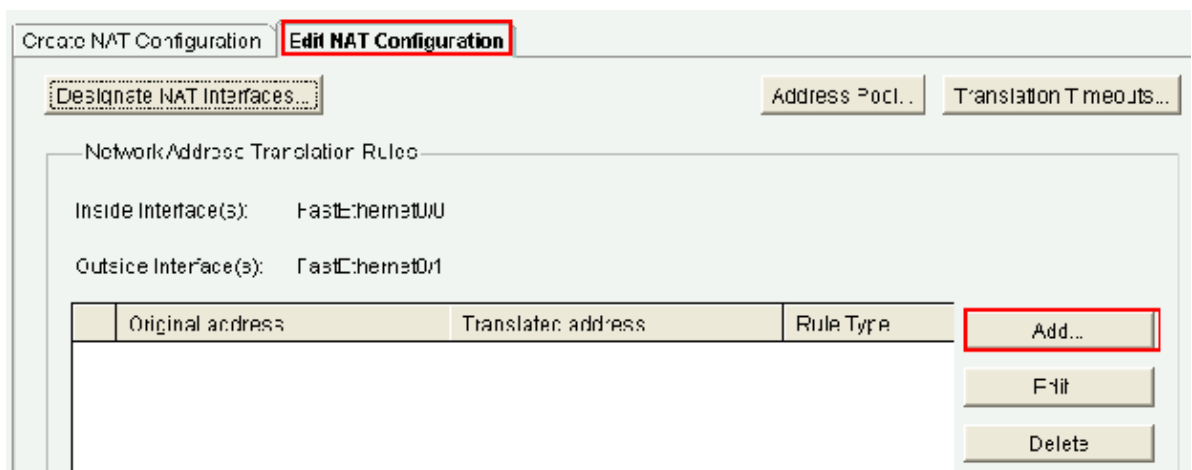 Create NAT Configuration Edit NAT Configuration
Designate NAT Interfaces... Address Pool... Translation Timeouts...
Network Address Translation Rules
Inside Interface(s): FastEthernet0/0
Outside Interface(s): FastEthernet0/1
Original address Translated address Rule Type
Add...
Edit
Delete